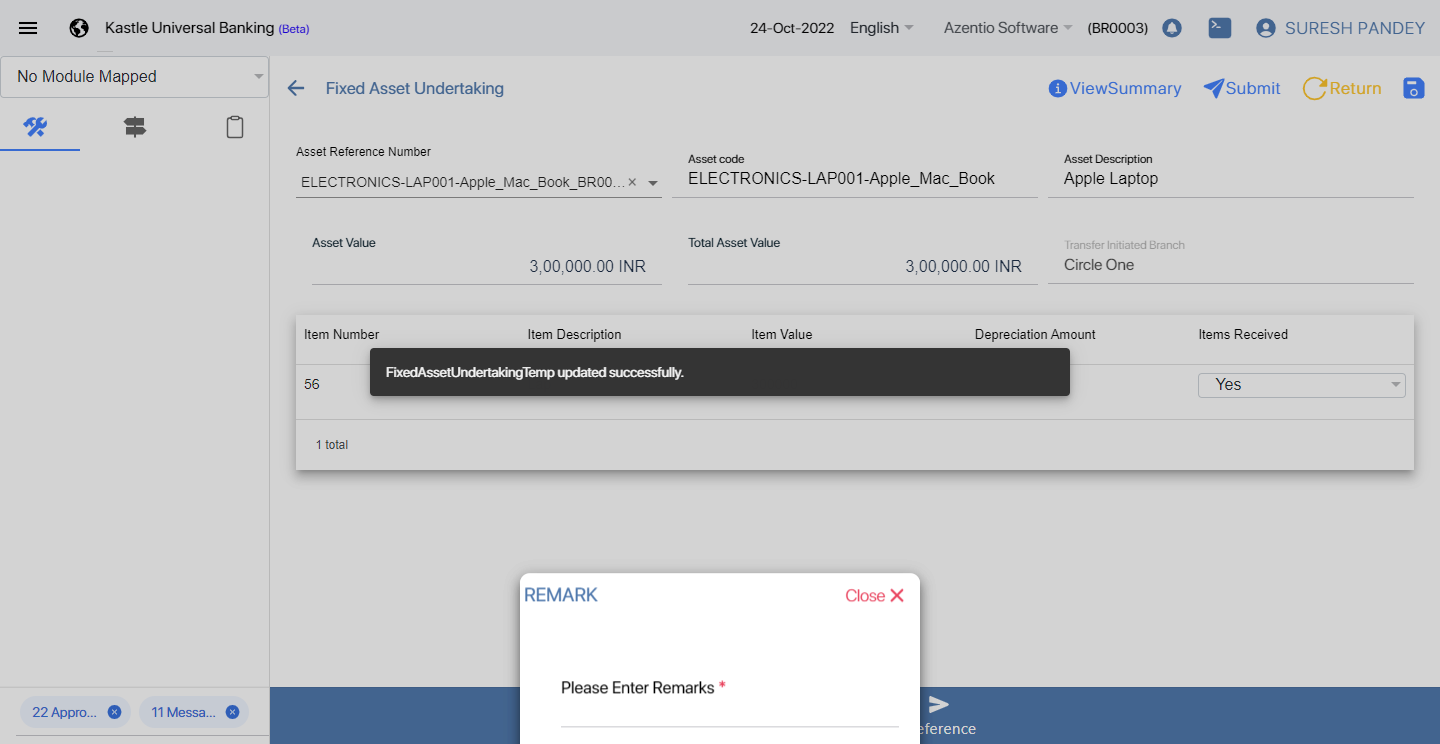 Kastle Universal Banking (Beta)
24-Oct-2022 English Azentio Software (BR0003) SURESH PANDEY
No Module Mapped
Fixed Asset Undertaking
ViewSummary Submit Return
Asset Reference Number
ELECTRONICS-LAP001-Apple_Mac_Book_BR00... ×
Asset code
ELECTRONICS-LAP001-Apple_Mac_Book
Asset Description
Apple Laptop
Asset Value
3,00,000.00 INR
Total Asset Value
3,00,000.00 INR
Transfer Initiated Branch
Circle One
Item Number Item Description Item Value Depreciation Amount Items Received
56 Yes
FixedAssetUndertakingTemp updated successfully.
1 total
REMARK Close
Please Enter Remarks *
22 Appro... 11 Messa...
eference